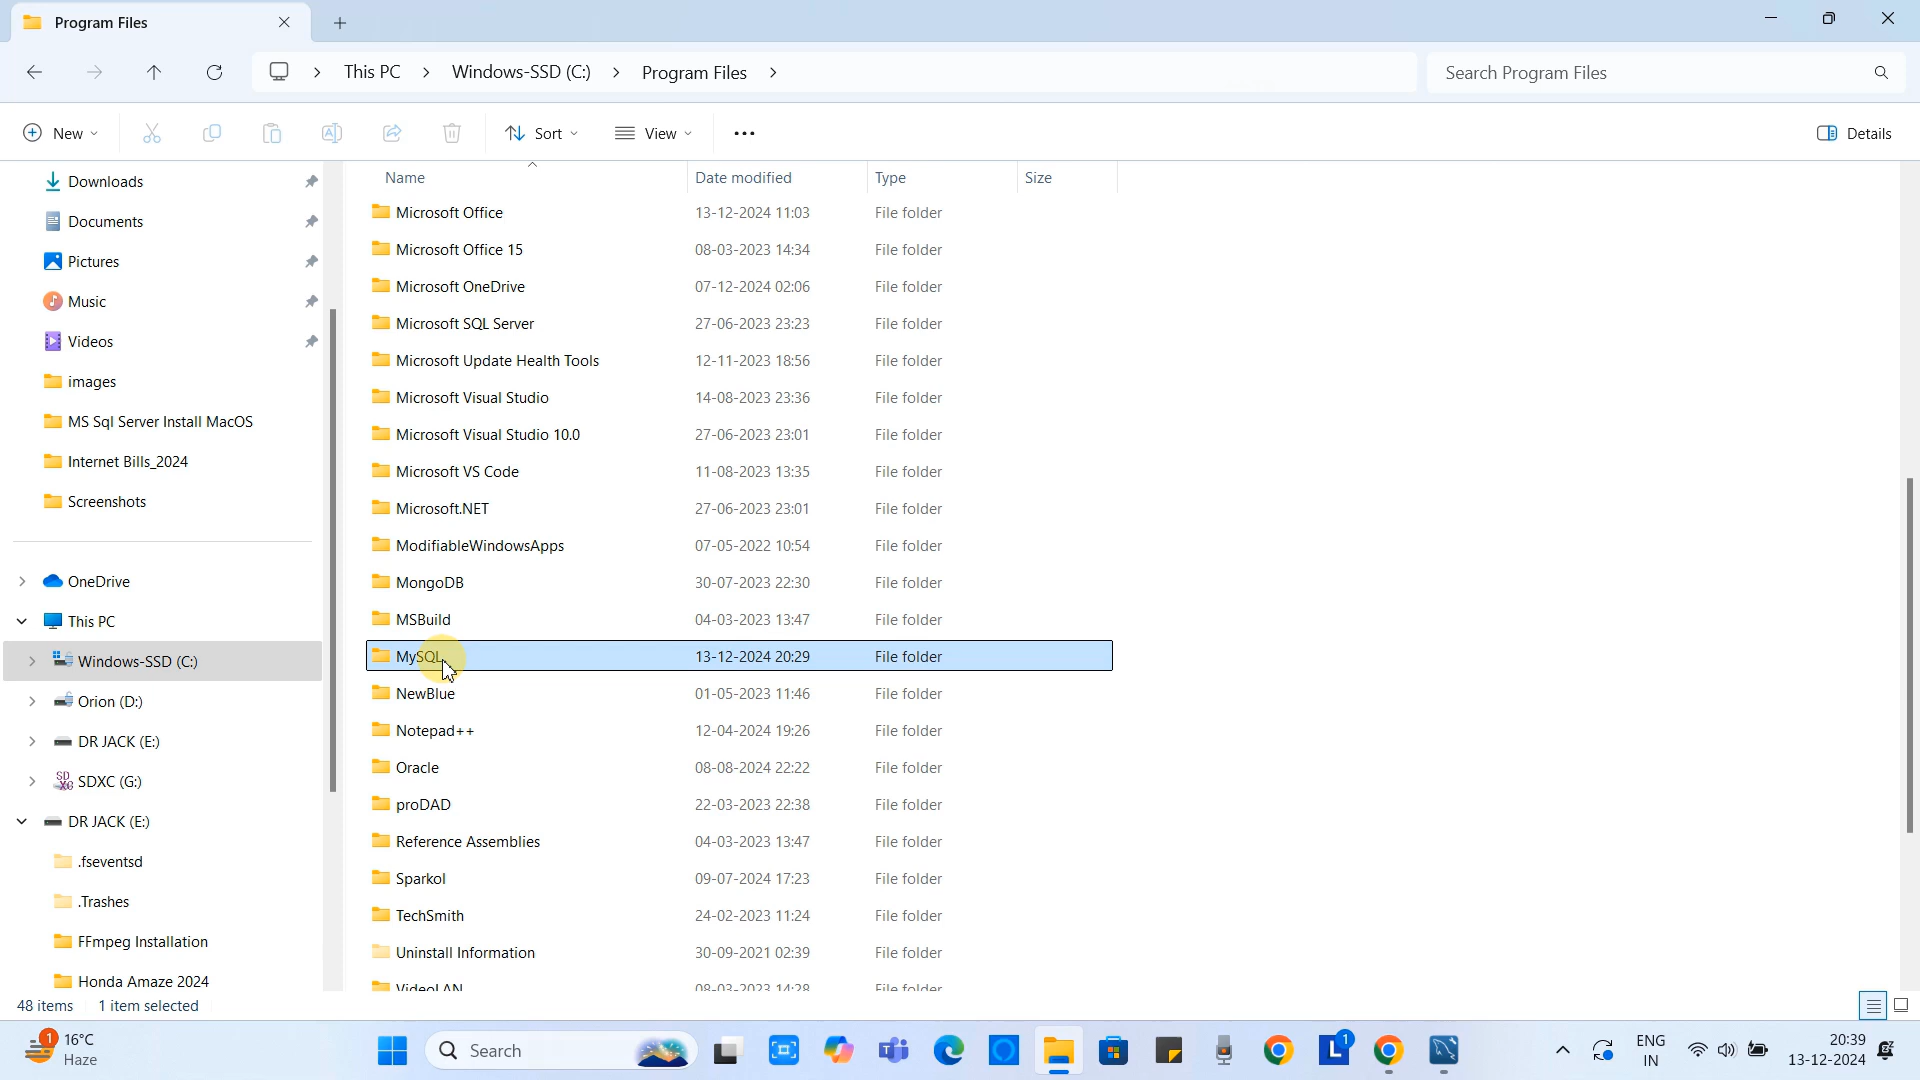 Program Files
This PC > Windows-SSD (C:) > Program Files >
Search Program Files
New
Sort
View
Details
Downloads
Documents
Pictures
Music
Videos
images
MS Sql Server Install MacOS
Internet Bills_2024
Screenshots
OneDrive
This PC
Windows-SSD (C:)
Orion (D:)
DR JACK (E:)
SDXC (G:)
DR JACK (E:)
.fseventsd
.Trashes
FFmpeg Installation
Honda Amaze 2024
Name Date modified Type Size
Microsoft Office 13-12-2024 11:03 File folder
Microsoft Office 15 08-03-2023 14:34 File folder
Microsoft OneDrive 07-12-2024 02:06 File folder
Microsoft SQL Server 27-06-2023 23:23 File folder
Microsoft Update Health Tools 12-11-2023 18:56 File folder
Microsoft Visual Studio 14-08-2023 23:36 File folder
Microsoft Visual Studio 10.0 27-06-2023 23:01 File folder
Microsoft VS Code 11-08-2023 13:35 File folder
Microsoft.NET 27-06-2023 23:01 File folder
ModifiableWindowsApps 07-05-2022 10:54 File folder
MongoDB 30-07-2023 22:30 File folder
MSBuild 04-03-2023 13:47 File folder
MySQL 13-12-2024 20:29 File folder
NewBlue 01-05-2023 11:46 File folder
Notepad++ 12-04-2024 19:26 File folder
Oracle 08-08-2024 22:22 File folder
proDAD 22-03-2023 22:38 File folder
Reference Assemblies 04-03-2023 13:47 File folder
Sparkol 09-07-2024 17:23 File folder
TechSmith 24-02-2023 11:24 File folder
Uninstall Information 30-09-2021 02:39 File folder
VideoLAN 08-03-2023 14:28 File folder
48 items 1 item selected
1
16°C
Haze
Search
L
1
ENG
IN
20:39
13-12-2024